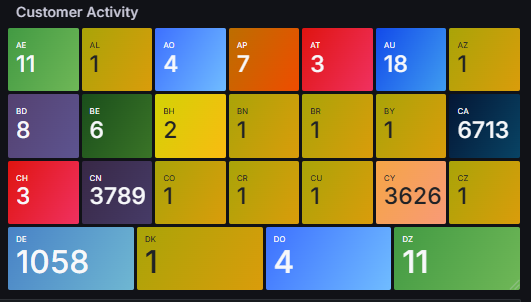 Customer Activity
AE AL AO AP AT AU AZ
11 1 4 7 3 18 1
BD BE BH BN BR BY CA
8 6 2 1 1 1 6713
CH CN CO CR CU CY CZ
3 3789 1 1 1 3626 1
DE DK DO DZ
1058 1 4 11